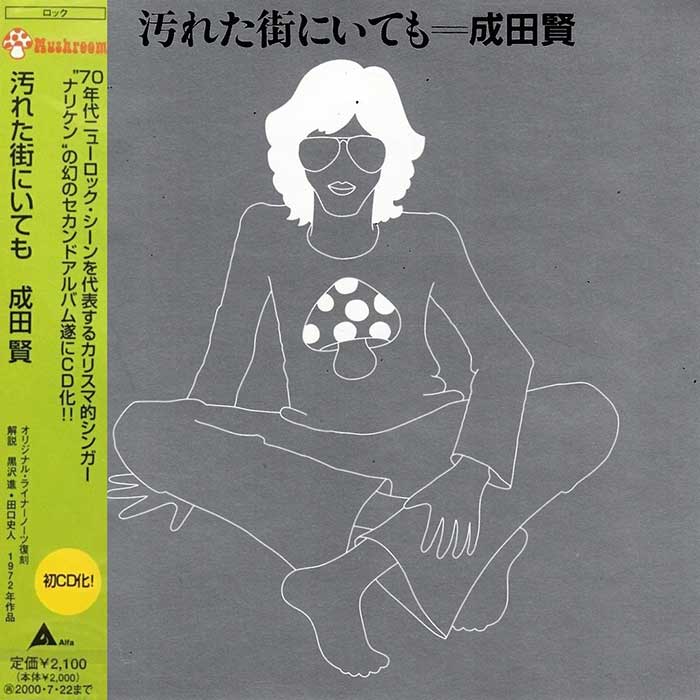 汚れた街にいても=成田賢
ロック
Mushroom
汚れた街にいても 成田賢
"70年代ニューロック・シーンを代表するカリスマ的シンガー
"ナリケン"の幻のセカンドアルバム遂にCD化!!
オリジナル・ライナーノーツ復刻
解説 黒沢 進・田口史人 1972年作品
初CD化!
Alfa
定価¥2,100
(本体¥2,000)
再2000・7・22まで